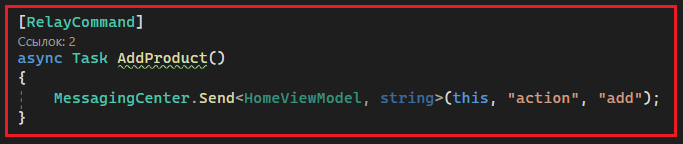 [RelayCommand]
Ссылок: 2
async Task AddProduct()
{
    MessagingCenter.Send<HomeViewModel, string>(this, "action", "add");
}